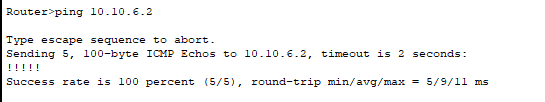 Router>ping 10.10.6.2
Type escape sequence to abort.
Sending 5, 100-byte ICMP Echos to 10.10.6.2, timeout is 2 seconds:
!!!!!
Success rate is 100 percent (5/5), round-trip min/avg/max = 5/9/11 ms